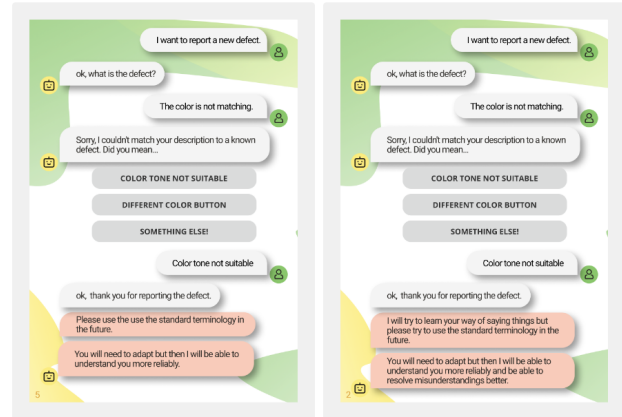 I want to report a new defect.
ok, what is the defect?
The color is not matching.
Sorry, I couldn't match your description to a known
defect. Did you mean...
COLOR TONE NOT SUITABLE
DIFFERENT COLOR BUTTON
SOMETHING ELSE!
Color tone not suitable
ok, thank you for reporting the defect.
Please use the use the standard terminology in
the future.
You will need to adapt but then I will be able to
understand you more reliably.
5
I want to report a new defect.
ok, what is the defect?
The color is not matching.
Sorry, I couldn't match your description to a known
defect. Did you mean...
COLOR TONE NOT SUITABLE
DIFFERENT COLOR BUTTON
SOMETHING ELSE!
Color tone not suitable
ok, thank you for reporting the defect.
I will try to learn your way of saying things but
please try to use the standard terminology in the
future.
You will need to adapt but then I will be able to
understand you more reliably and be able to
resolve misunderstandings better.
2